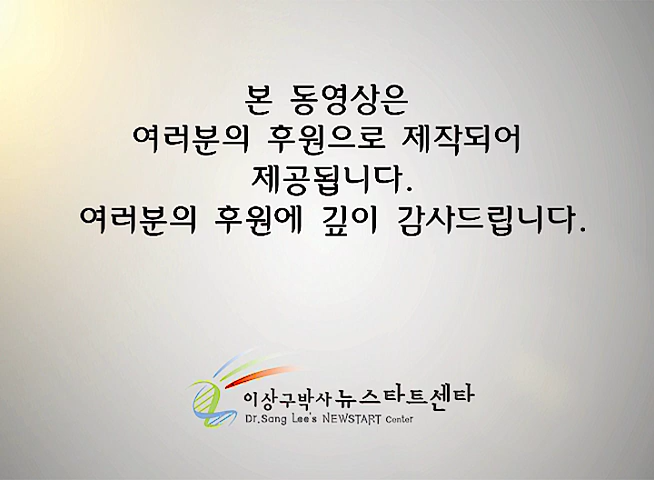 본 동영상은
여러분의 후원으로 제작되어
제공됩니다.
여러분의 후원에 깊이 감사드립니다.
이상구박사 뉴스타트센타
Dr.Sang Lee's NEWSTART Center